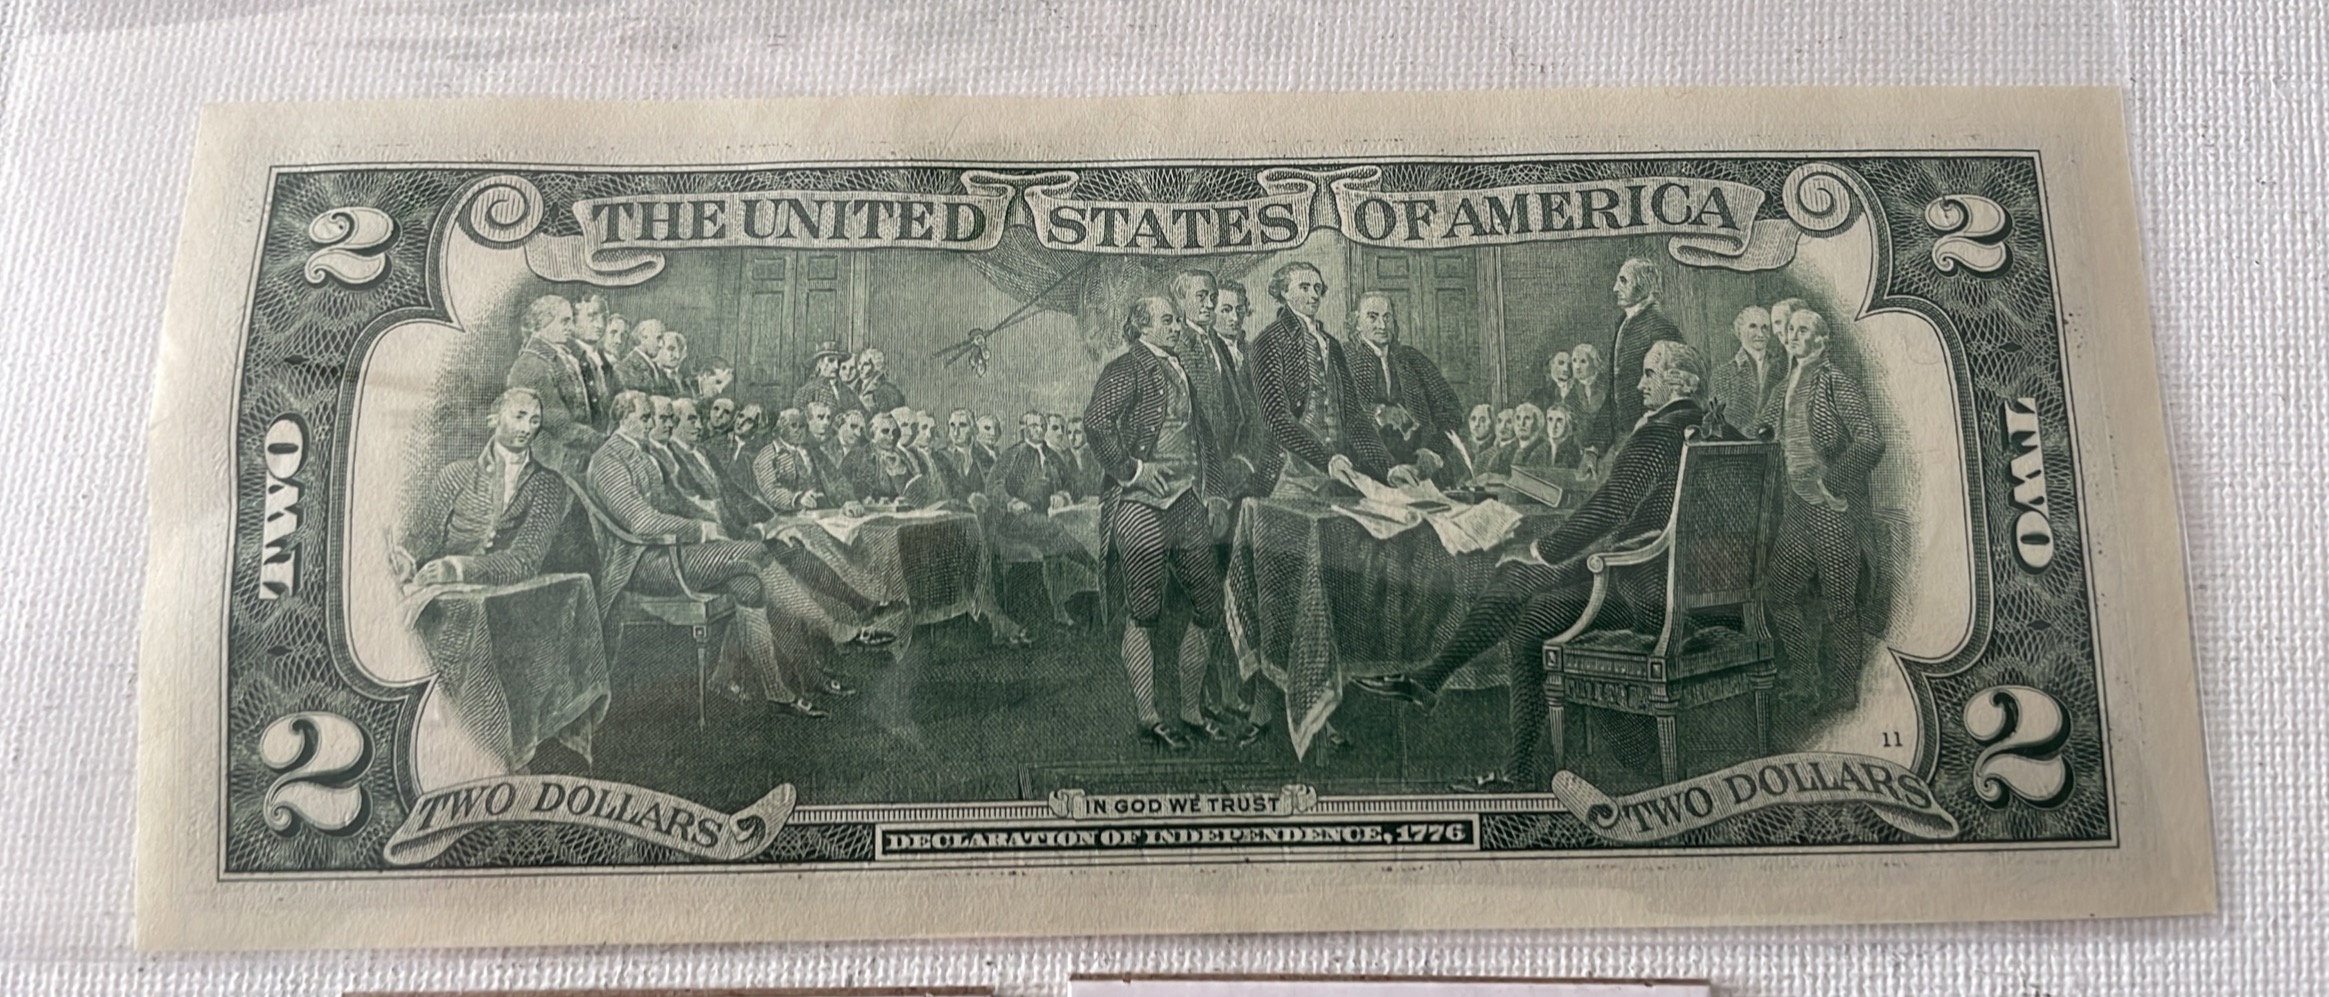 THE UNITED STATES OF AMERICA
2
2
TWO
TWO
11
2
2
TWO DOLLARS
IN GOD WE TRUST
TWO DOLLARS
DECLARATION OF INDEPENDENCE, 1776